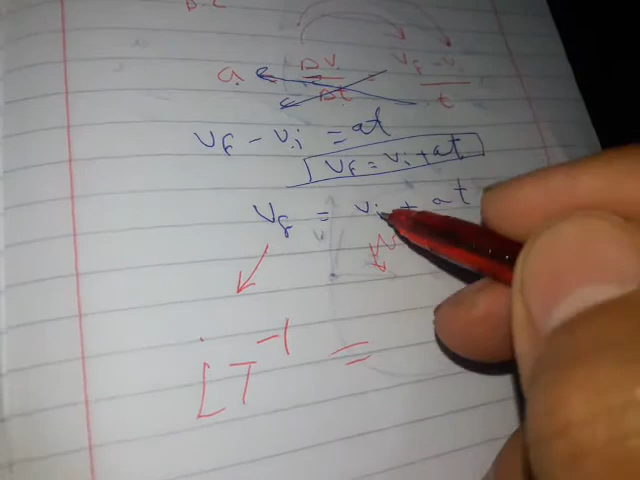 a = ΔV/Δt = Vf - Vi/t
Vf - Vi = at
Vf = Vi + at
Vf = Vi + at
LT⁻¹ =